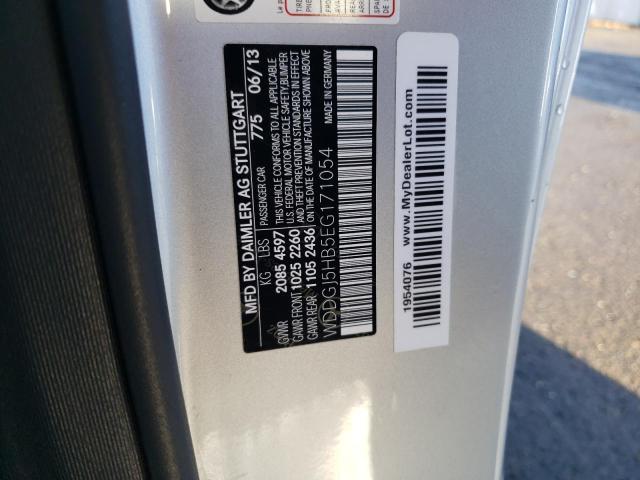 MFD BY DAIMLER AG STUTTGART
775 06/13
KG LBS PASSENGER CAR
GVWR 2085 4597 THIS VEHICLE CONFORMS TO ALL APPLICABLE
GAWR FRONT 1025 2260 U.S. FEDERAL MOTOR VEHICLE SAFETY, BUMPER
AND THEFT PREVENTION STANDARDS IN EFFECT
GAWR REAR 1105 2436 ON THE DATE OF MANUFACTURE SHOWN ABOVE
WDDGJ5HB5EG171054 MADE IN GERMANY
1954076 www.MyDealerLot.com